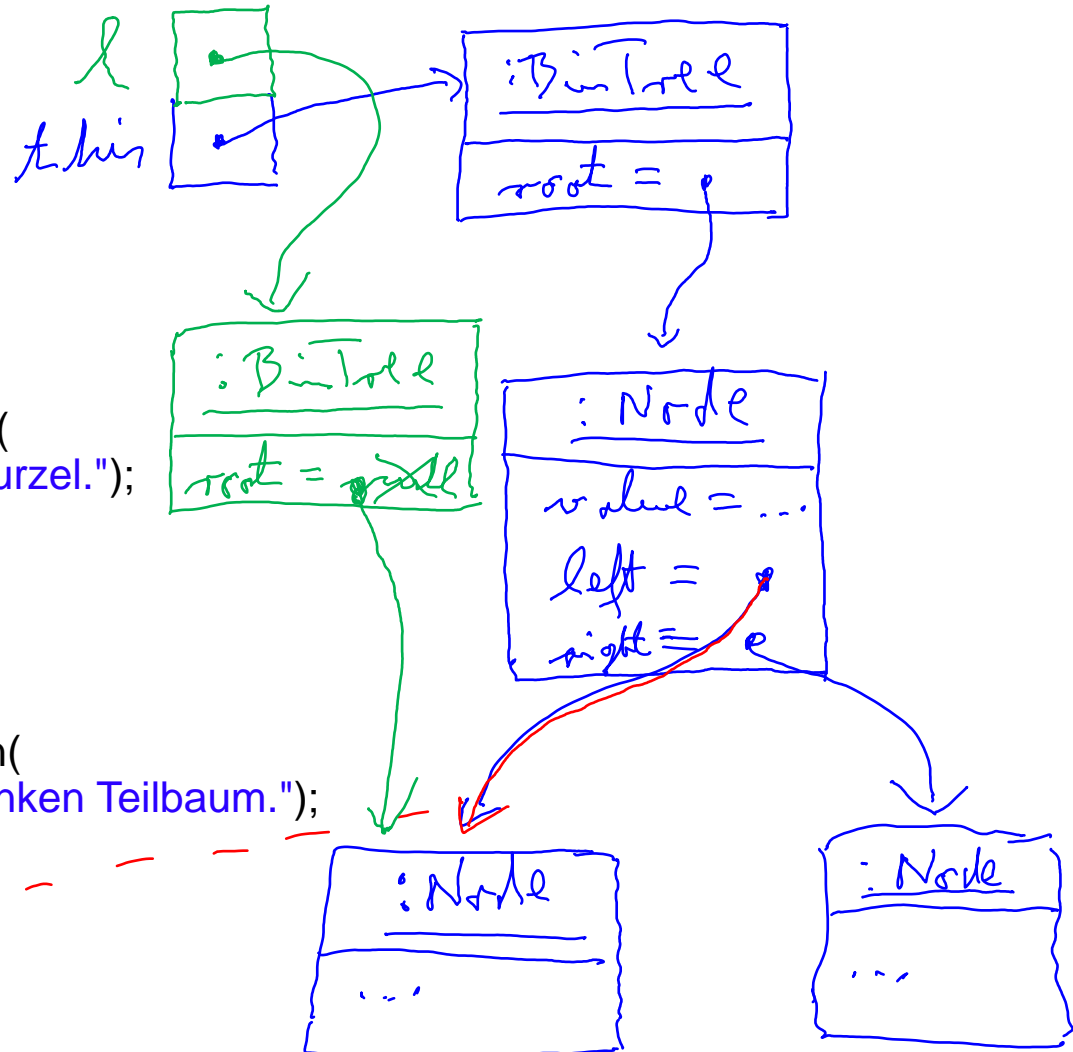 l
this
:BinTree
root =
:BinTree
root = null
:Node
value = ...
left =
right =
(
urzel.");
n(
nken Teilbaum.");
:Node
...
:Node
...